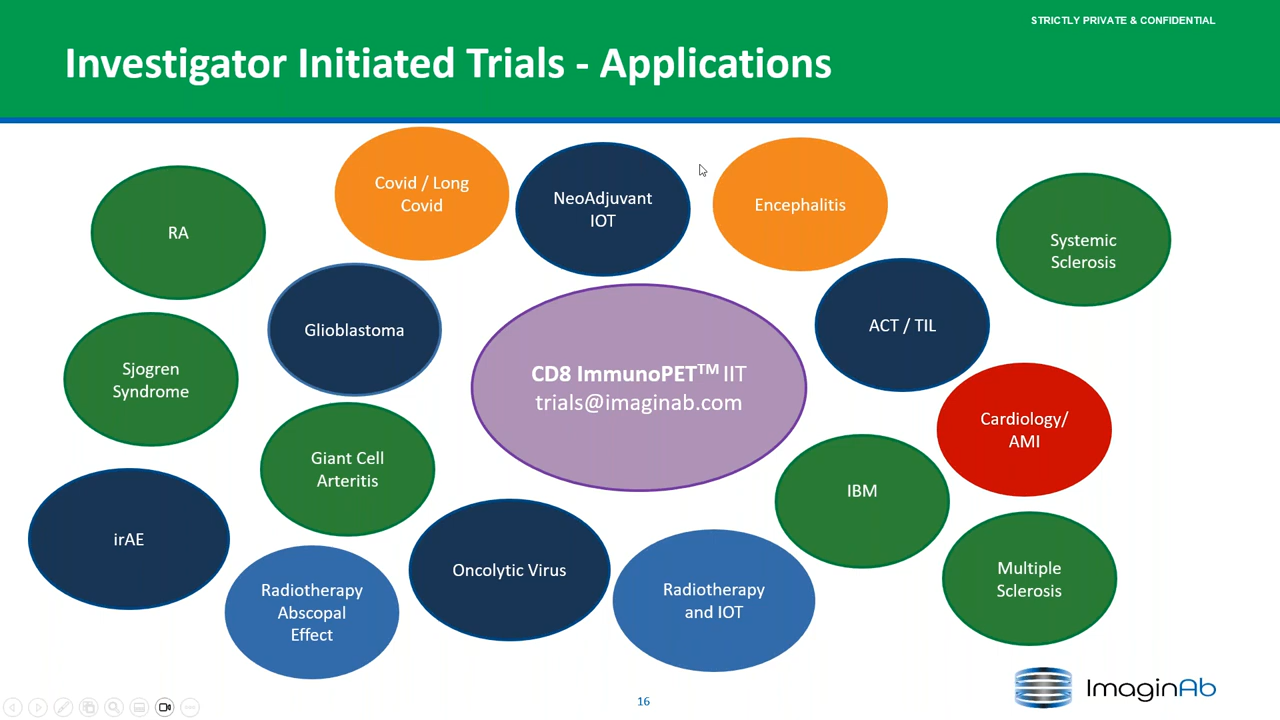 STRICTLY PRIVATE & CONFIDENTIAL
Investigator Initiated Trials - Applications
Covid / Long
Covid
NeoAdjuvant
IOT
Encephalitis
RA
Systemic
Sclerosis
Glioblastoma
ACT / TIL
Sjogren
Syndrome
CD8 ImmunoPET™ IIT
trials@imaginab.com
Cardiology/
AMI
Giant Cell
Arteritis
IBM
irAE
Oncolytic Virus
Radiotherapy
Abscopal
Effect
Radiotherapy
and IOT
Multiple
Sclerosis
ImaginAb
16